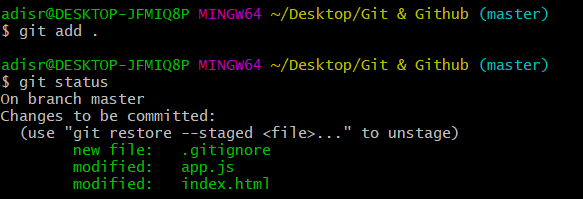 adisr@DESKTOP-JFMIQ8P MINGW64 ~/Desktop/Git & Github (master)
$ git add .
adisr@DESKTOP-JFMIQ8P MINGW64 ~/Desktop/Git & Github (master)
$ git status
On branch master
Changes to be committed:
  (use "git restore --staged <file>..." to unstage)
        new file:   .gitignore
        modified:   app.js
        modified:   index.html